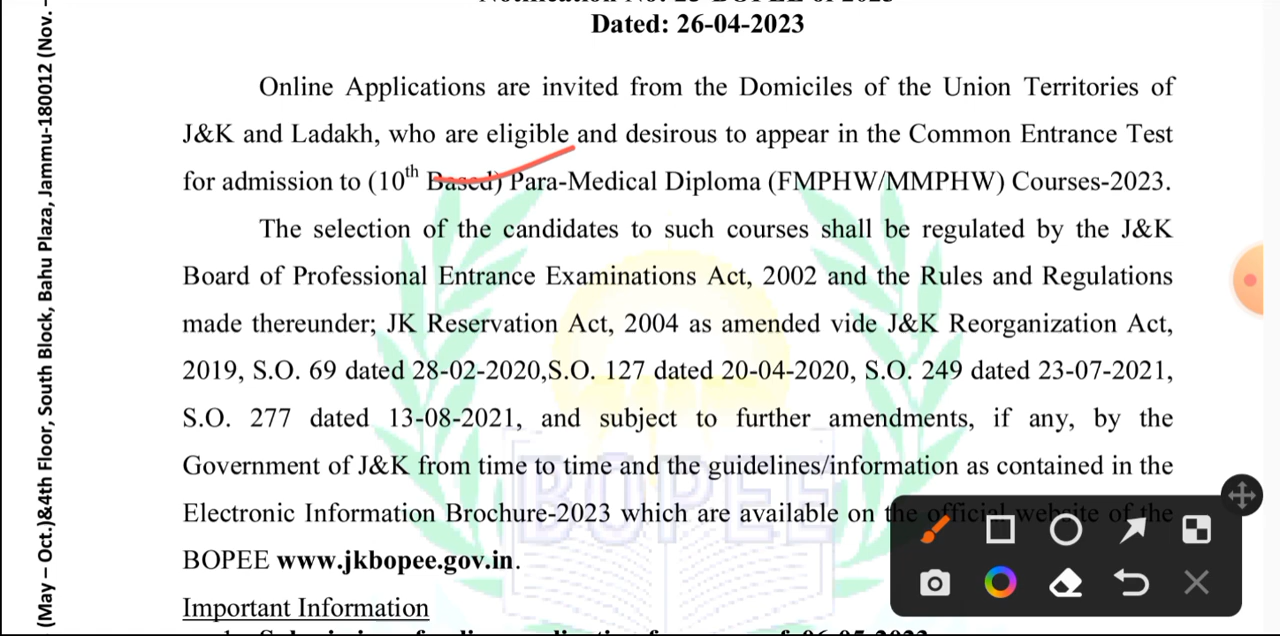 Notification No. 23-BOPEE of 2023
Dated: 26-04-2023
Online Applications are invited from the Domiciles of the Union Territories of
J&K and Ladakh, who are eligible and desirous to appear in the Common Entrance Test
for admission to (10th Based) Para-Medical Diploma (FMPHW/MMPHW) Courses-2023.
The selection of the candidates to such courses shall be regulated by the J&K
Board of Professional Entrance Examinations Act, 2002 and the Rules and Regulations
made thereunder; JK Reservation Act, 2004 as amended vide J&K Reorganization Act,
2019, S.O. 69 dated 28-02-2020,S.O. 127 dated 20-04-2020, S.O. 249 dated 23-07-2021,
S.O. 277 dated 13-08-2021, and subject to further amendments, if any, by the
Government of J&K from time to time and the guidelines/information as contained in the
Electronic Information Brochure-2023 which are available on the official website of the
BOPEE www.jkbopee.gov.in.
Important Information
(May – Oct.)&4th Floor, South Block, Bahu Plaza, Jammu-180012 (Nov. –
BOPEE